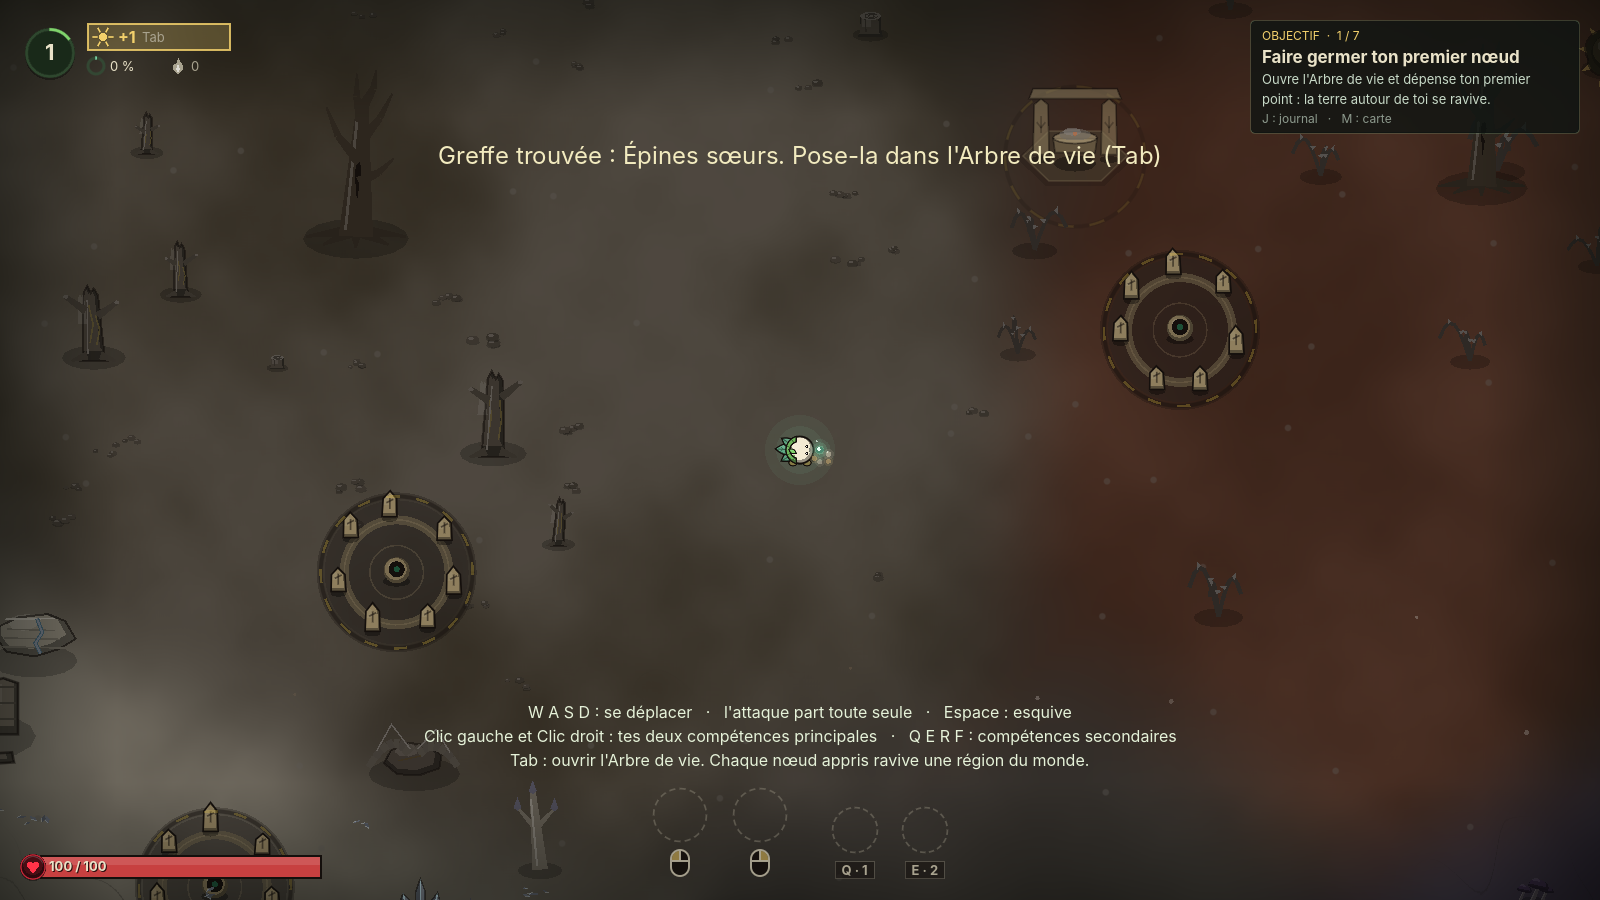 1
+1 Tab
0 % 0
OBJECTIF · 1 / 7
Faire germer ton premier nœud
Ouvre l'Arbre de vie et dépense ton premier
point : la terre autour de toi se ravive.
J : journal · M : carte
Greffe trouvée : Épines sœurs. Pose-la dans l'Arbre de vie (Tab)
W A S D : se déplacer · l'attaque part toute seule · Espace : esquive
Clic gauche et Clic droit : tes deux compétences principales · Q E R F : compétences secondaires
Tab : ouvrir l'Arbre de vie. Chaque nœud appris ravive une région du monde.
100 / 100
Q · 1 E · 2